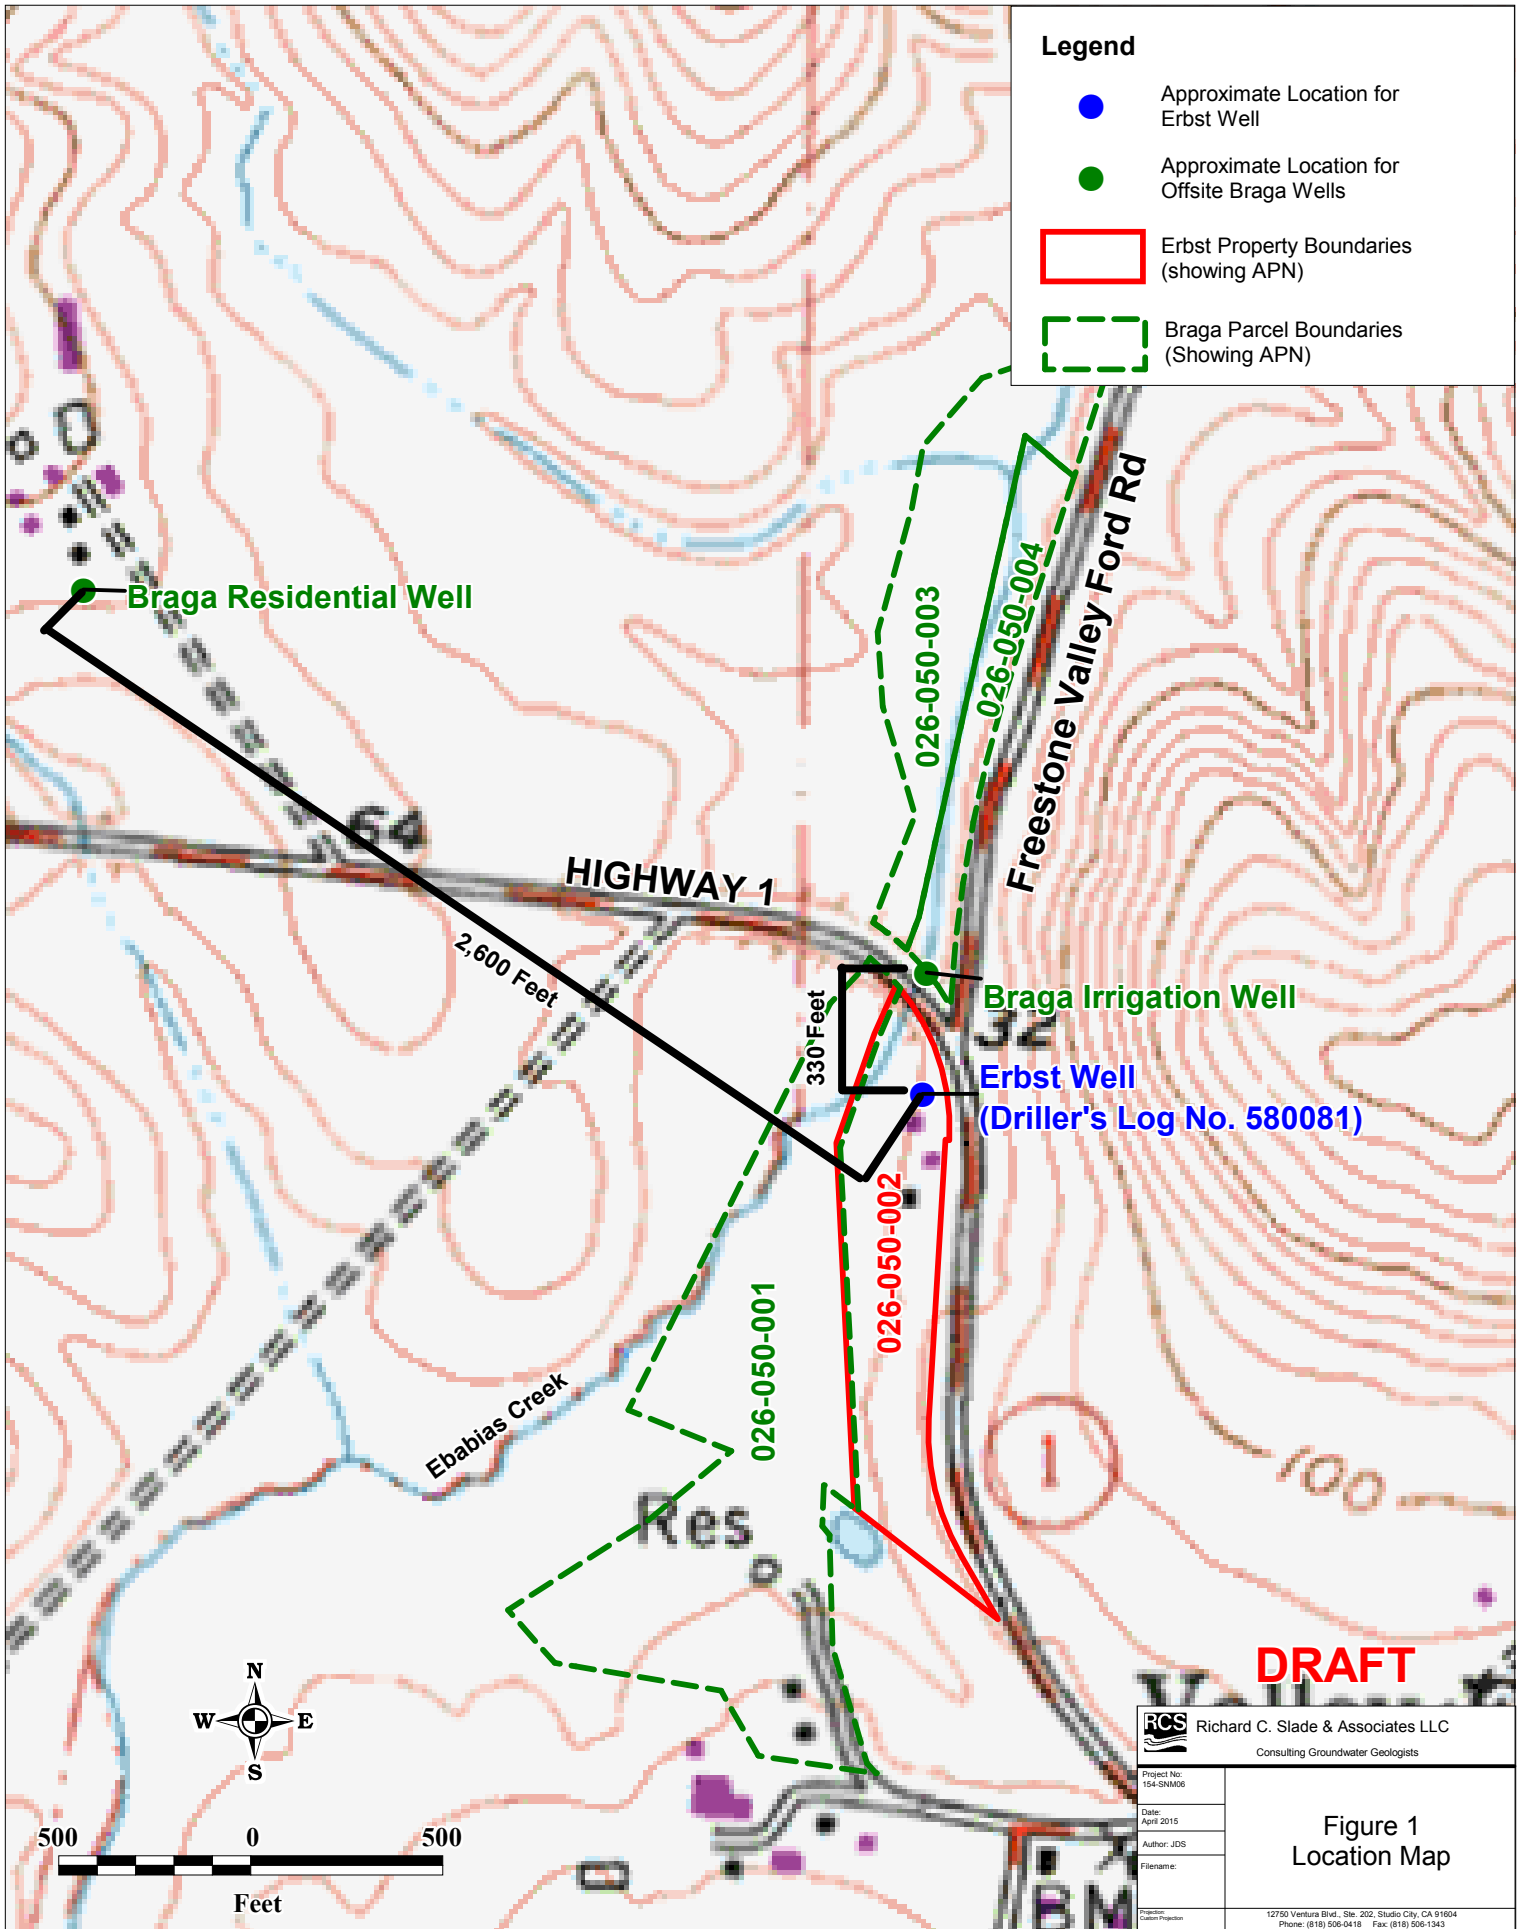 Legend
Approximate Location for
Erbst Well
Approximate Location for
Offsite Braga Wells
Erbst Property Boundaries
(showing APN)
Braga Parcel Boundaries
(Showing APN)
Braga Residential Well
026-050-003
026-050-004
Freestone Valley Ford Rd
64
HIGHWAY 1
2,600 Feet
330 Feet
Braga Irrigation Well
32
Erbst Well
(Driller's Log No. 580081)
026-050-002
026-050-001
Ebabias Creek
1
100
Res
N
W E
S
500 0 500
Feet
DRAFT
RCS Richard C. Slade & Associates LLC
Consulting Groundwater Geologists
Project No:
154-SNM06
Date:
April 2015
Author: JDS
Filename:
Figure 1
Location Map
Projection:
Custom Projection
12750 Ventura Blvd., Ste. 202, Studio City, CA 91604
Phone: (818) 506-0418 Fax: (818) 506-1343
BM